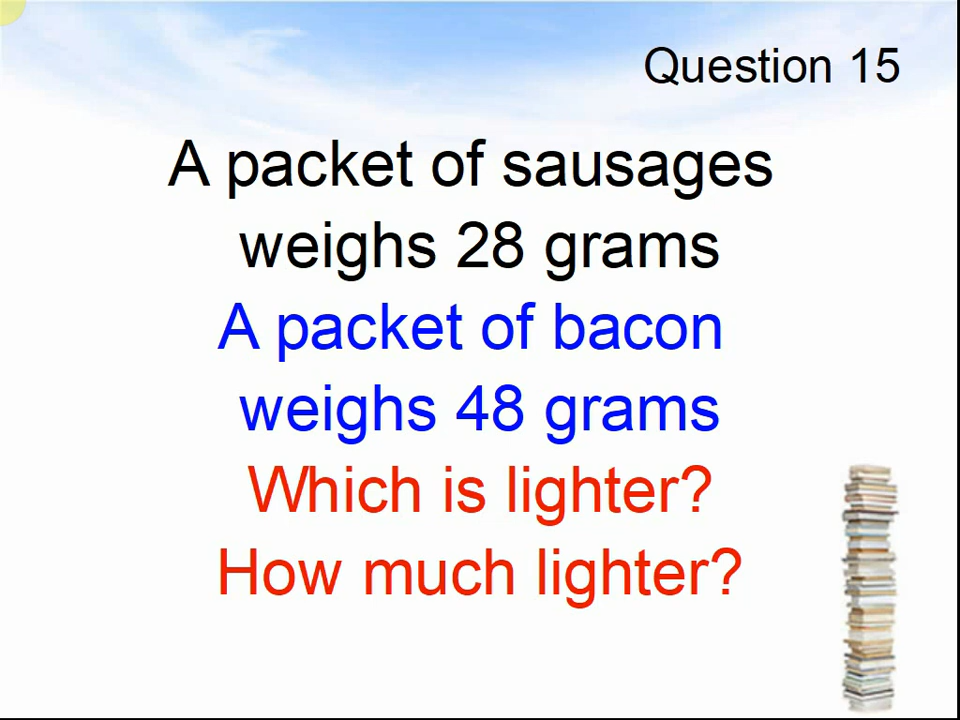 Question 15
A packet of sausages
weighs 28 grams
A packet of bacon
weighs 48 grams
Which is lighter?
How much lighter?